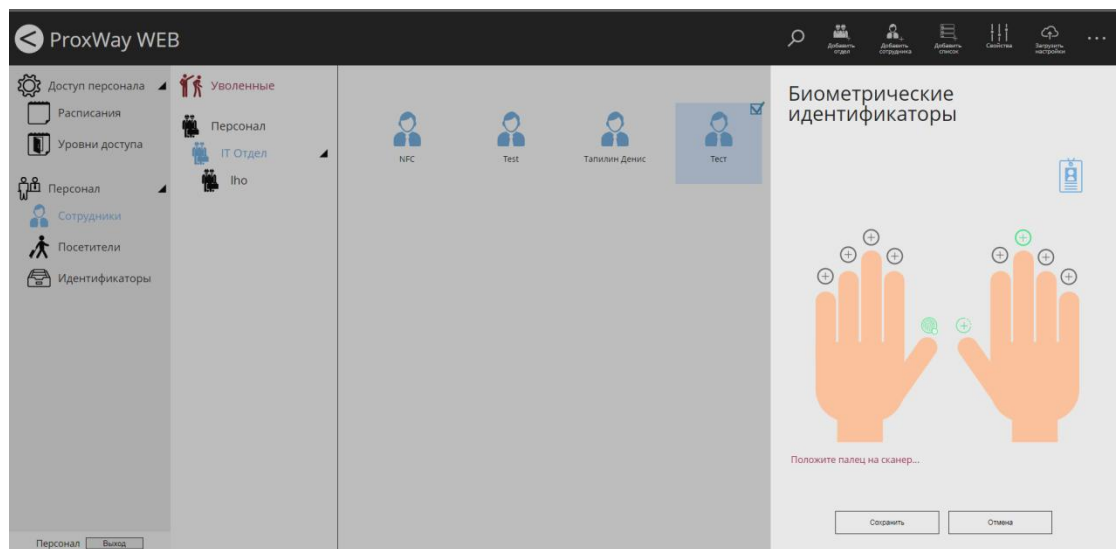 ProxWay WEB
Добавить
отдел
Добавить
сотрудника
Добавить
список
Свойства
Загрузить
настройки
Доступ персонала
Расписания
Уровни доступа
Персонал
Сотрудники
Посетители
Идентификаторы
Персонал
Выход
Уволенные
Персонал
IT Отдел
lho
NFC
Test
Тапилин Денис
Тест
Биометрические
идентификаторы
Положите палец на сканер...
Сохранить
Отмена